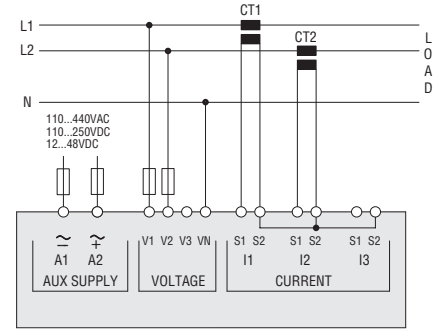 CT1
L1
L2
CT2
LOAD
N
110...440VAC
110...250VDC
12...48VDC
V1 V2 V3 VN S1 S2 S1 S2 S1 S2
A1 A2 I1 I2 I3
AUX SUPPLY VOLTAGE CURRENT